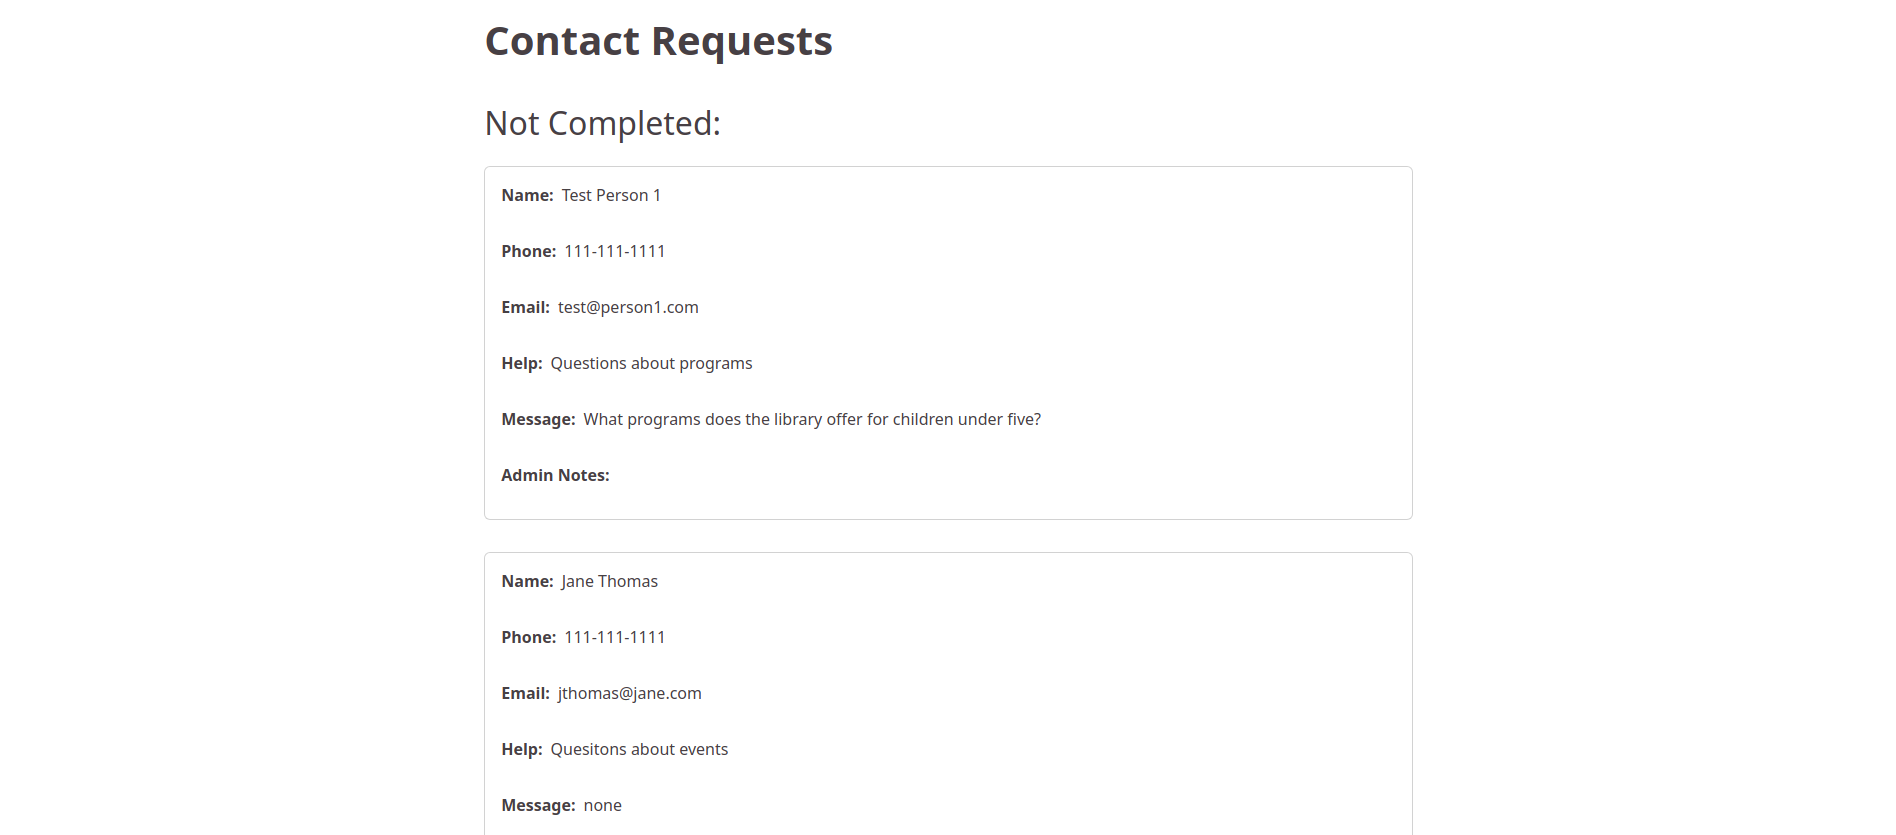 Contact Requests
Not Completed:
Name: Test Person 1
Phone: 111-111-1111
Email: test@person1.com
Help: Questions about programs
Message: What programs does the library offer for children under five?
Admin Notes:
Name: Jane Thomas
Phone: 111-111-1111
Email: jthomas@jane.com
Help: Quesitons about events
Message: none